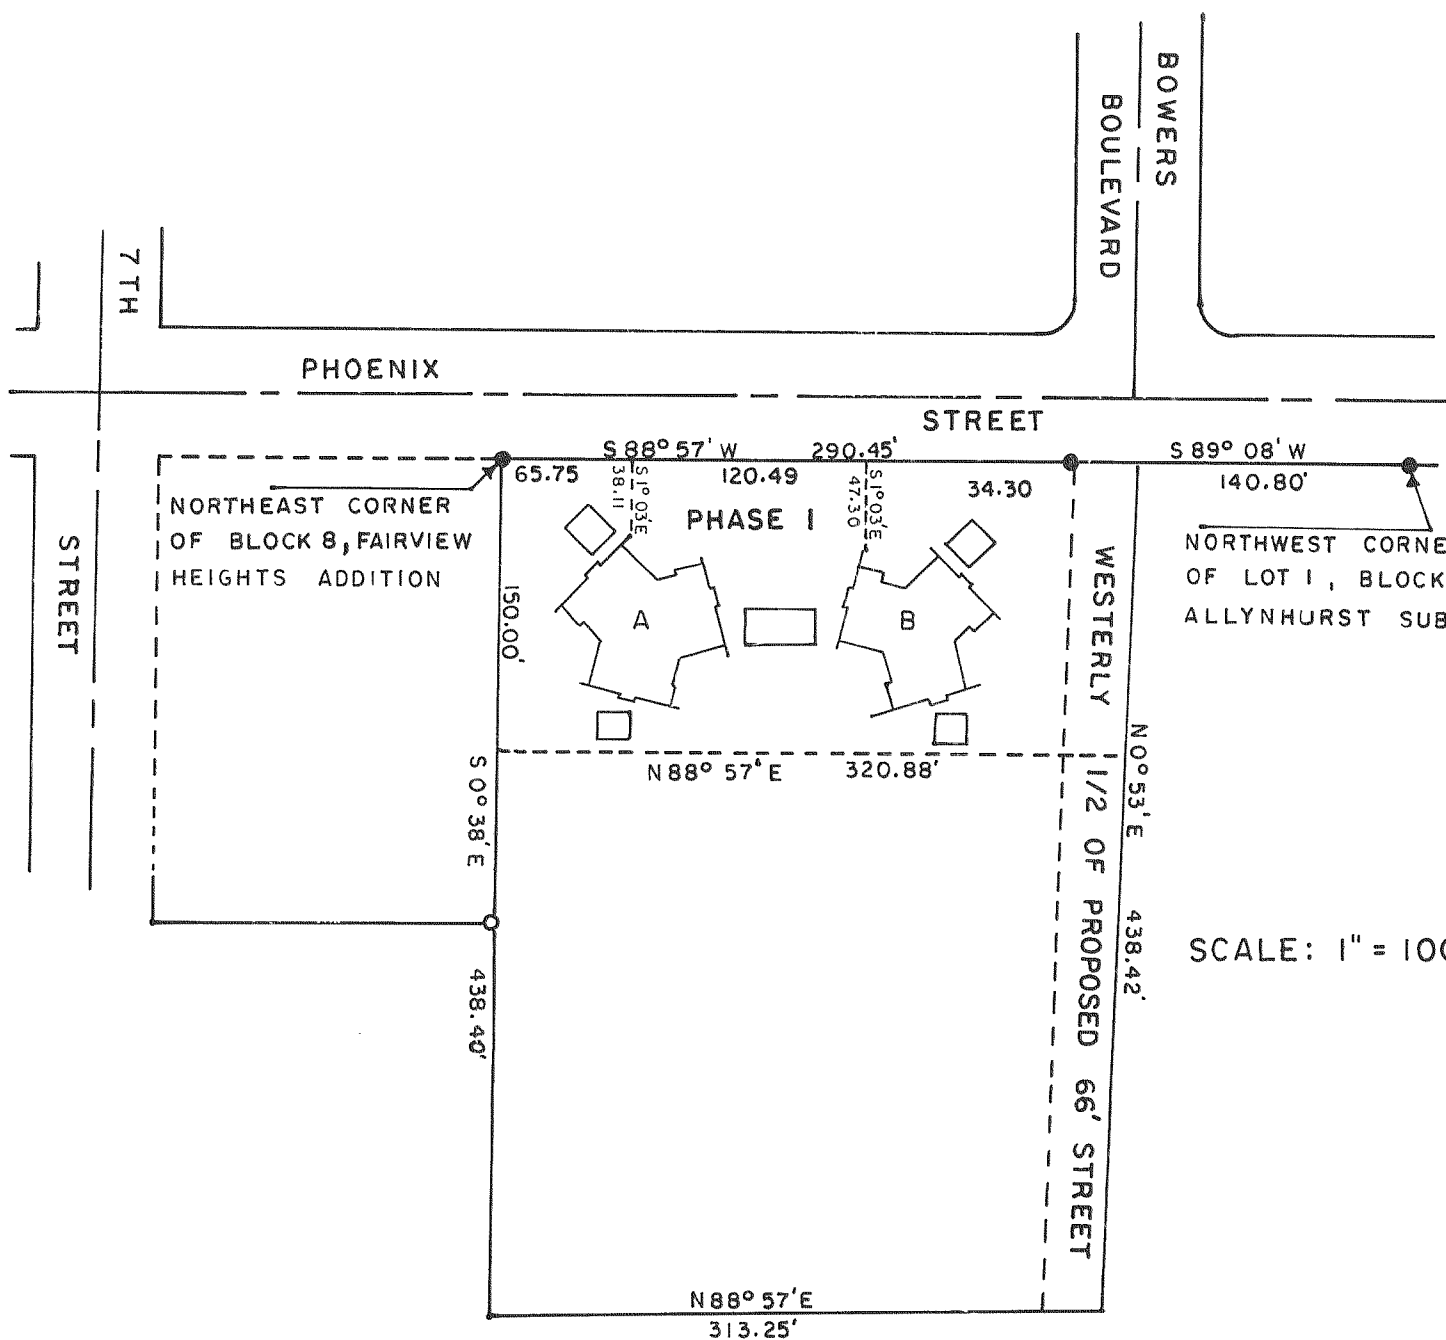 BOWERS
BOULEVARD
7TH
PHOENIX
STREET
S 88° 57' W 290.45'
S 89° 08' W
65.75
S 1° 03' E
38.11
120.49
S 1° 03' E
47.30
34.30
140.80'
NORTHEAST CORNER
OF BLOCK 8, FAIRVIEW
HEIGHTS ADDITION
PHASE I
NORTHWEST CORNE
OF LOT 1, BLOCK
ALLYNHURST SUB
STREET
150.00'
A
B
WESTERLY
1/2 OF PROPOSED 66' STREET
N 88° 57' E 320.88'
N 0° 53' E
438.42'
S 0° 38' E
438.40'
SCALE: 1" = 100
N 88° 57' E
313.25'